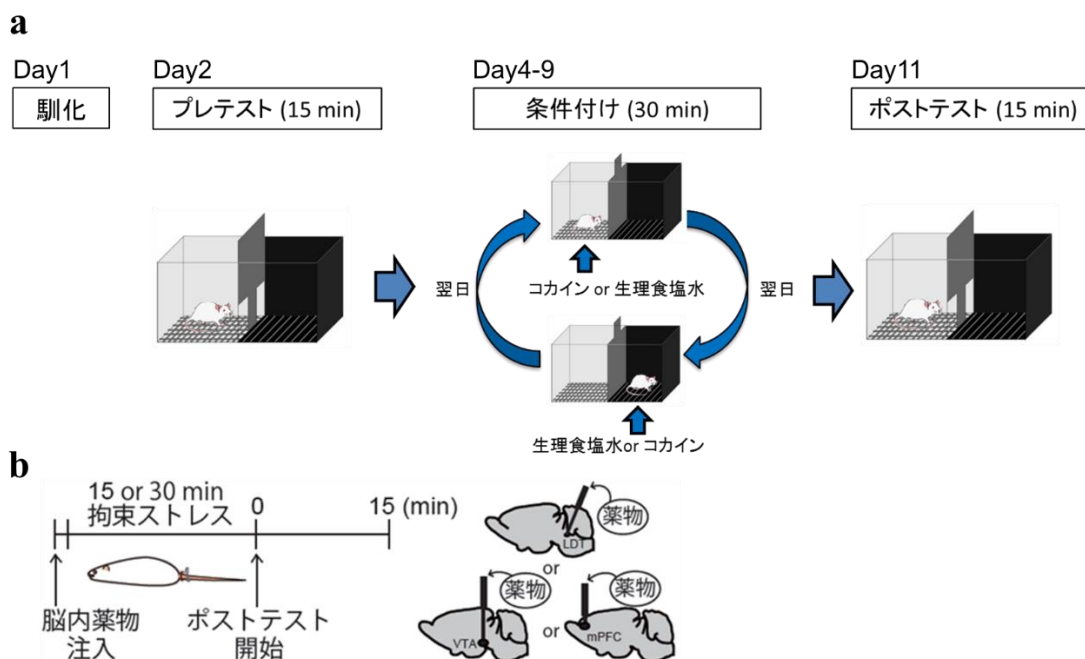 a
Day1
Day2
Day4-9
Day11
馴化
プレテスト (15 min)
条件付け (30 min)
ポストテスト (15 min)
翌日
コカイン or 生理食塩水
翌日
生理食塩水or コカイン
b
15 or 30 min
拘束ストレス
0
15 (min)
脳内薬物
注入
ポストテスト
開始
薬物
LDT
or
薬物
VTA
or
薬物
mPFC